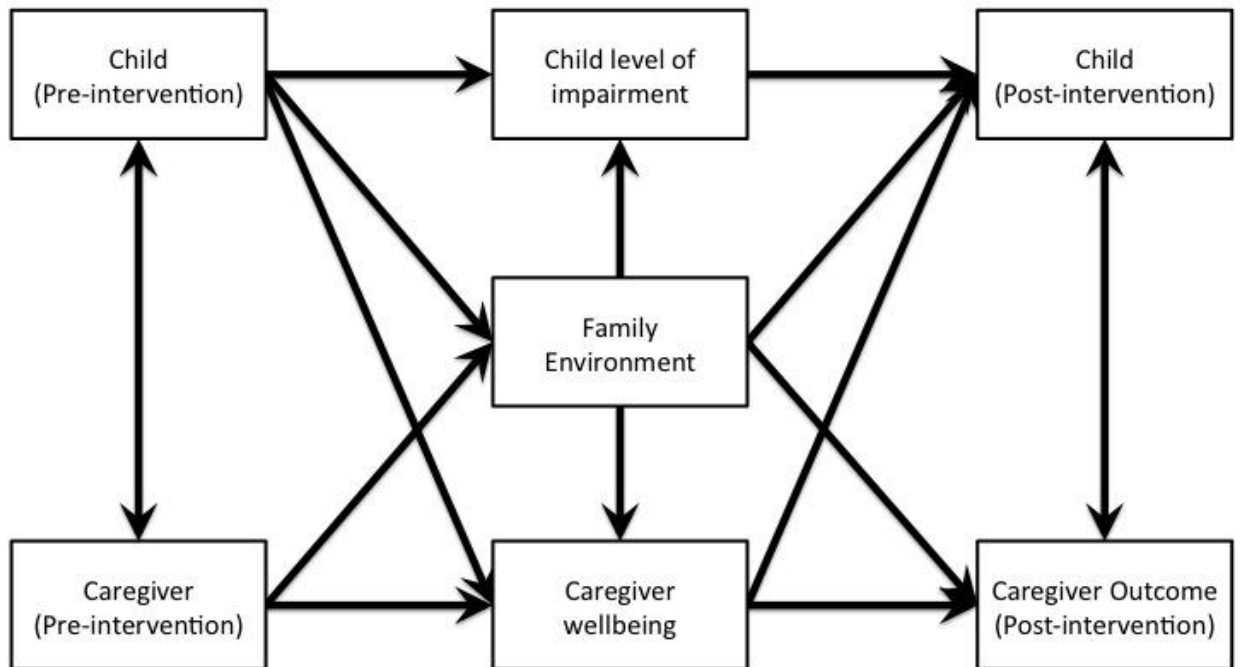 Child
(Pre-intervention)
Child level of
impairment
Child
(Post-intervention)
Family
Environment
Caregiver
(Pre-intervention)
Caregiver
wellbeing
Caregiver Outcome
(Post-intervention)